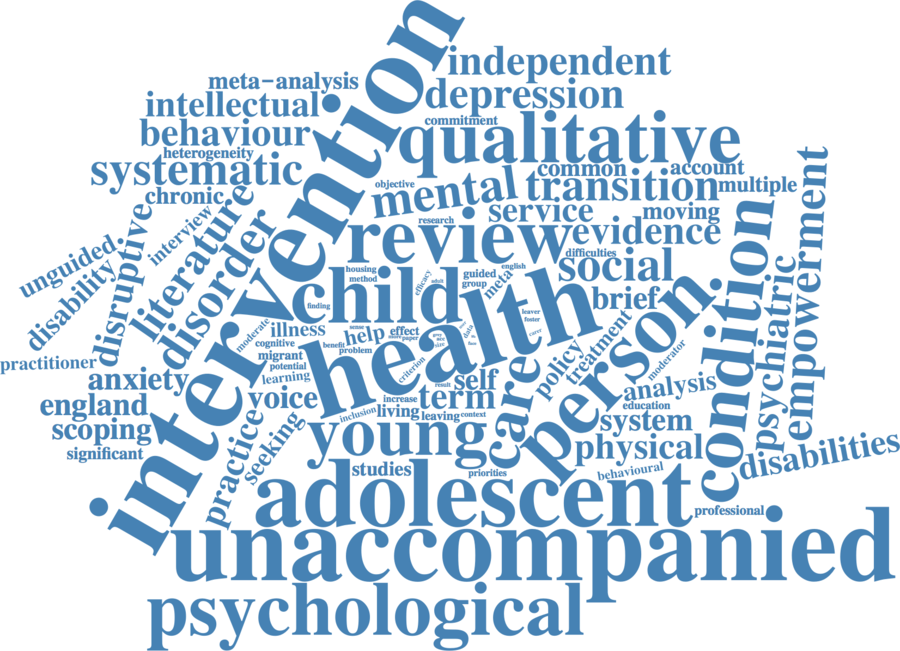 intervention
independent
meta-analysis
depression
intellectual
commitment
behaviour
qualitative
heterogeneity
systematic
common
account
chronic
objective
mental
transition
multiple
empowerment
interview
literature
disruptive
disorder
research
service
moving
review
evidence
condition
unguided
disability
difficulties
social
psychiatric
housing
method
english
guided
group
meta
efficacy
adult
child
brief
person
finding
health
leaver
foster
carer
moderate
illness
cognitive
sense
help
effect
paper
data
benefit
problem
practitioner
migrant
potential
learning
criterion
policy
treatment
moderator
anxiety
self
care
analysis
result
england
voice
increase
term
education
inclusion
living
leaving
context
system
scoping
practice
seeking
young
physical
significant
studies
priorities
behavioural
disabilities
adolescent
professional
unaccompanied
psychological